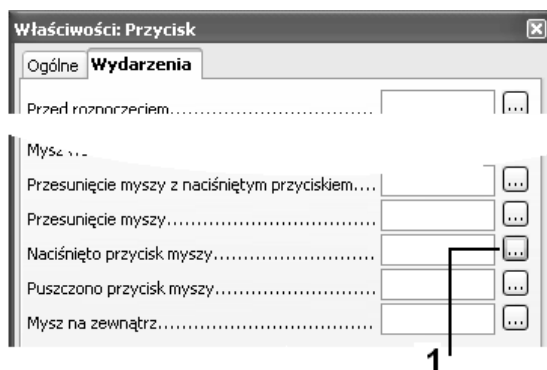 Właściwości: Przycisk
Ogólne Wydarzenia
Przed rozpoczęciem................................. ...
Przesunięcie myszy z naciśniętym przyciskiem.... ...
Przesunięcie myszy.................................. ...
Naciśnięto przycisk myszy........................... ...
Puszczono przycisk myszy........................... ...
Mysz na zewnątrz................................... ...
1